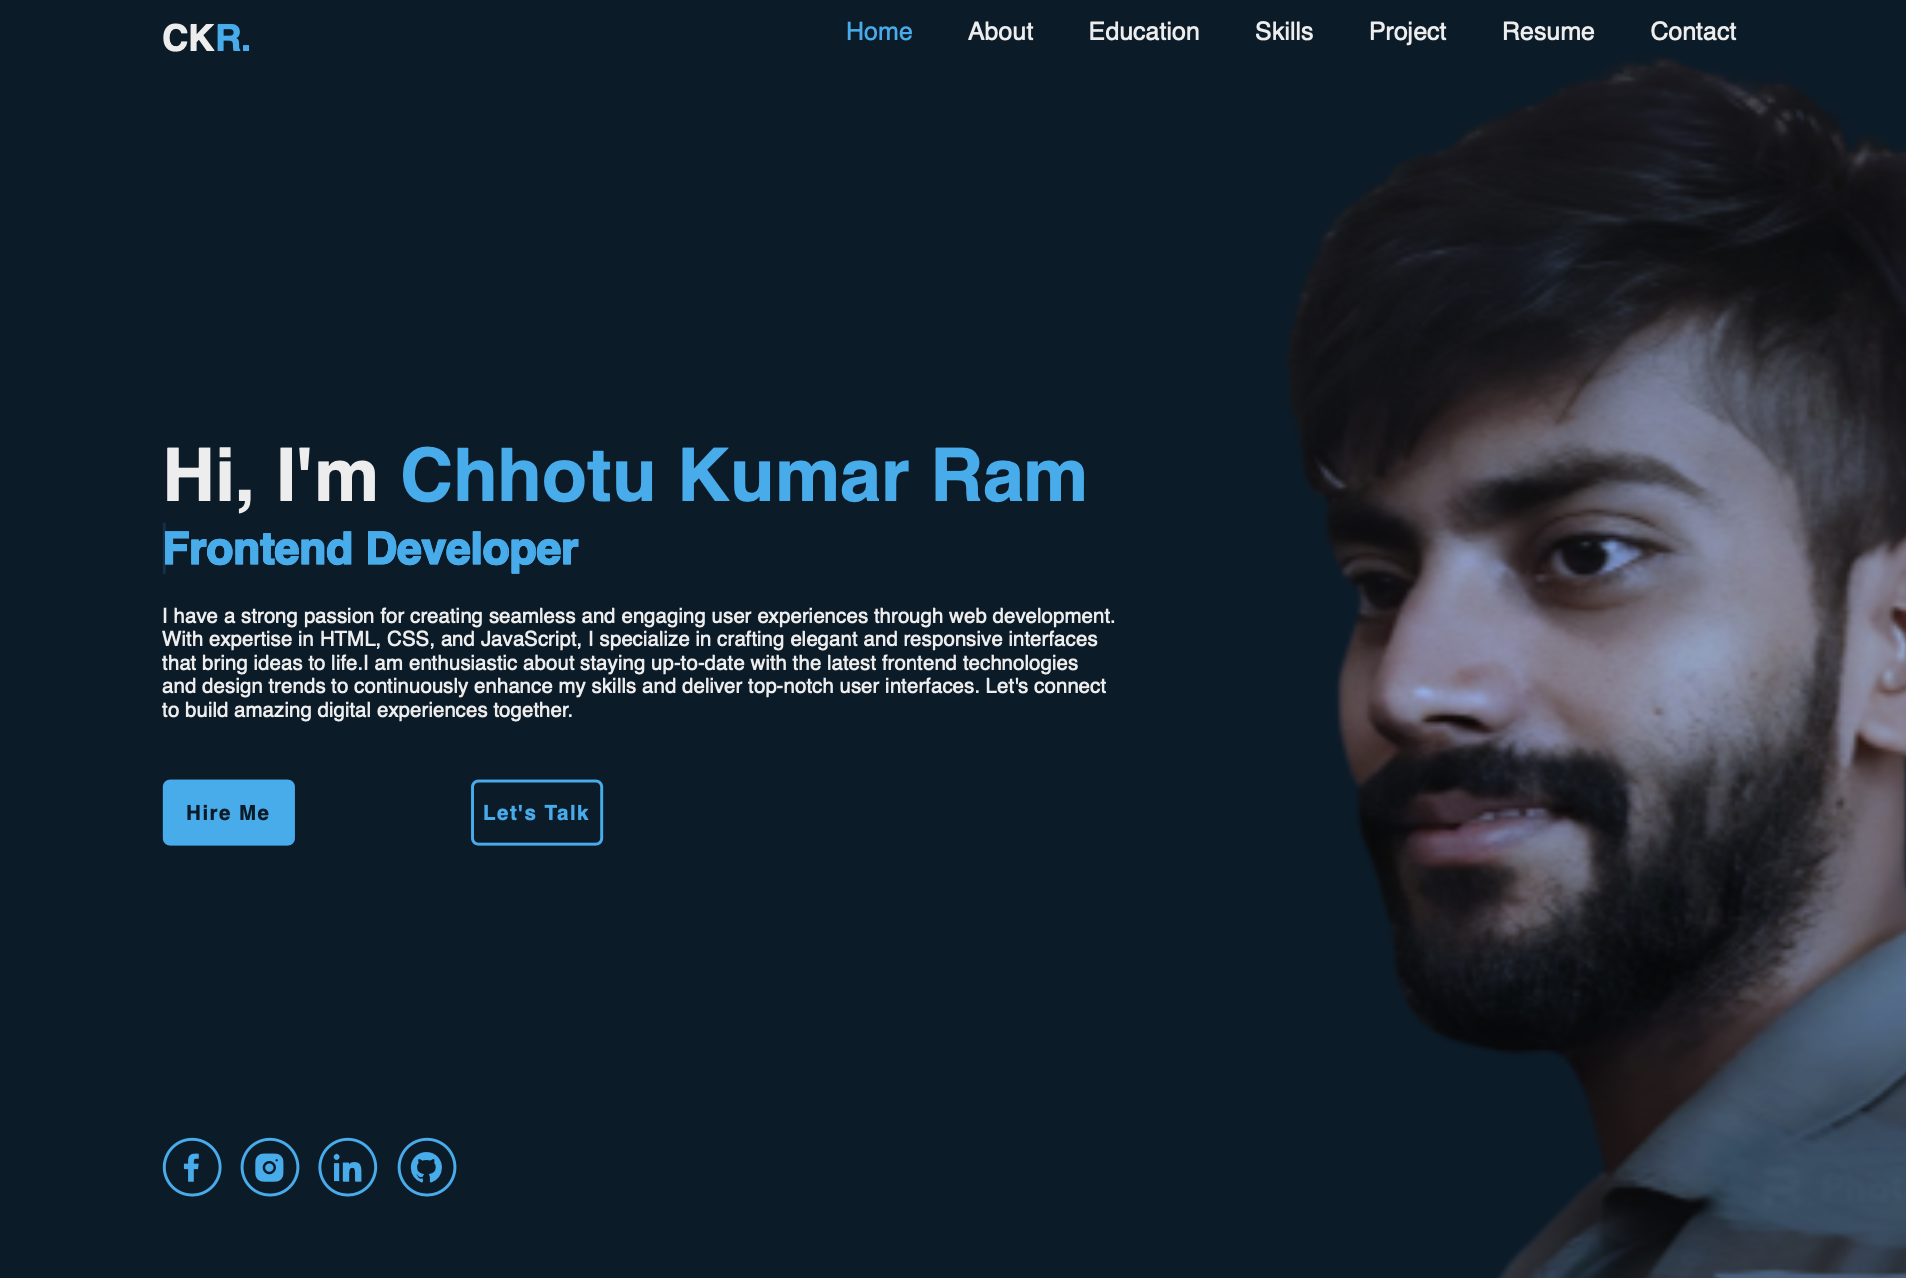 CKR.
Home About Education Skills Project Resume Contact
Hi, I'm Chhotu Kumar Ram
Frontend Developer
I have a strong passion for creating seamless and engaging user experiences through web development.
With expertise in HTML, CSS, and JavaScript, I specialize in crafting elegant and responsive interfaces
that bring ideas to life.I am enthusiastic about staying up-to-date with the latest frontend technologies
and design trends to continuously enhance my skills and deliver top-notch user interfaces. Let's connect
to build amazing digital experiences together.
Hire Me
Let's Talk